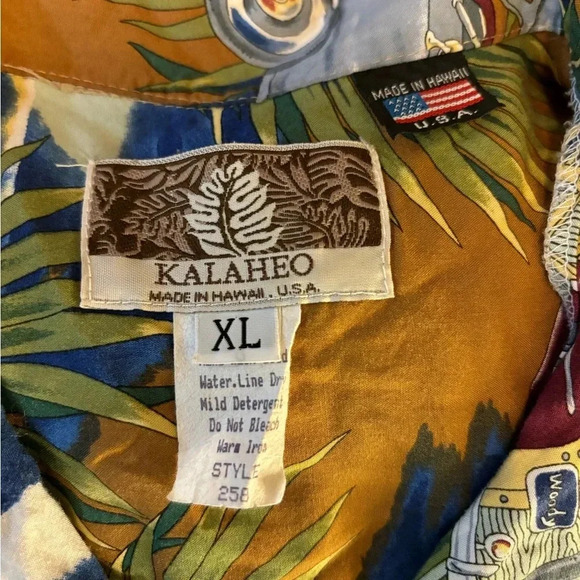 MADE IN HAWAII
U.S.A.
KALAHEO
MADE IN HAWAII . U.S.A.
XL
Water.Line Dry
Mild Detergent
Do Not Bleach
Warm Iron
STYLE
258
Woody